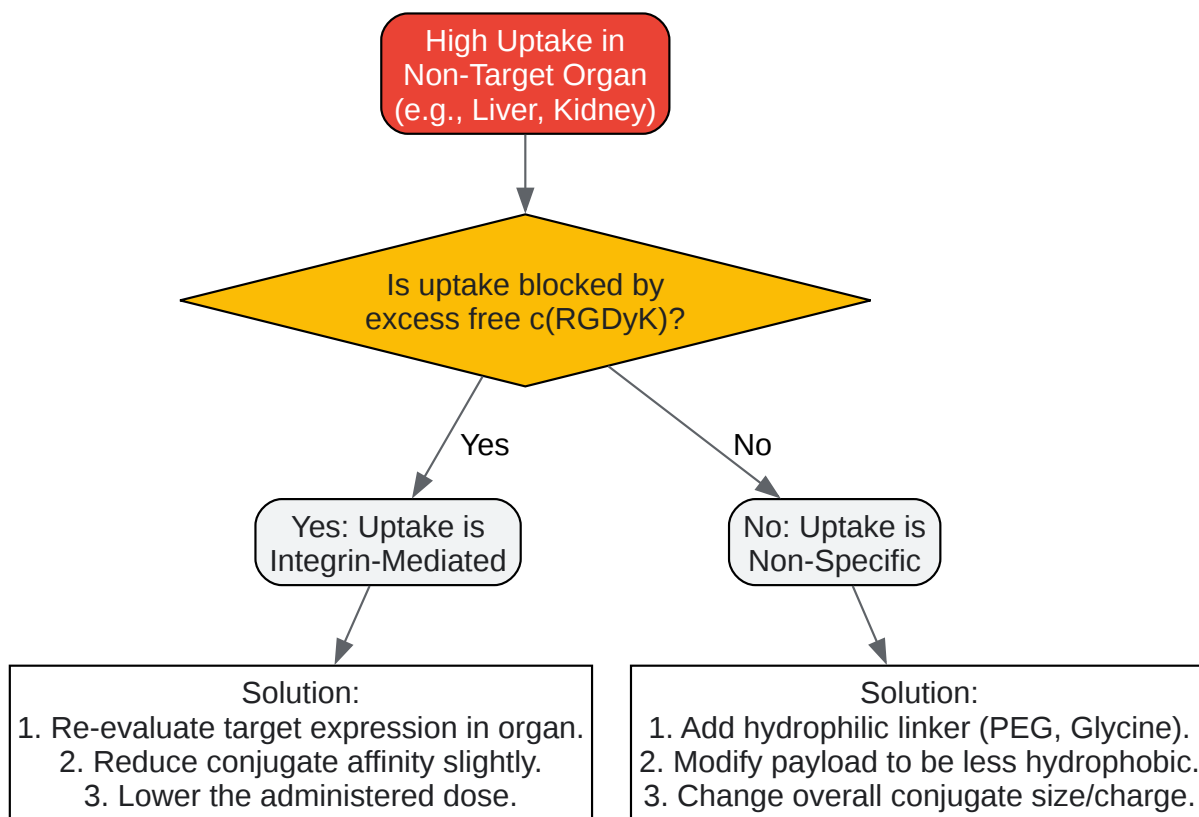 High Uptake in
Non-Target Organ
(e.g., Liver, Kidney)
Is uptake blocked by
excess free c(RGDyK)?
Yes
No
Yes: Uptake is
Integrin-Mediated
No: Uptake is
Non-Specific
Solution:
1. Re-evaluate target expression in organ.
2. Reduce conjugate affinity slightly.
3. Lower the administered dose.
Solution:
1. Add hydrophilic linker (PEG, Glycine).
2. Modify payload to be less hydrophobic.
3. Change overall conjugate size/charge.